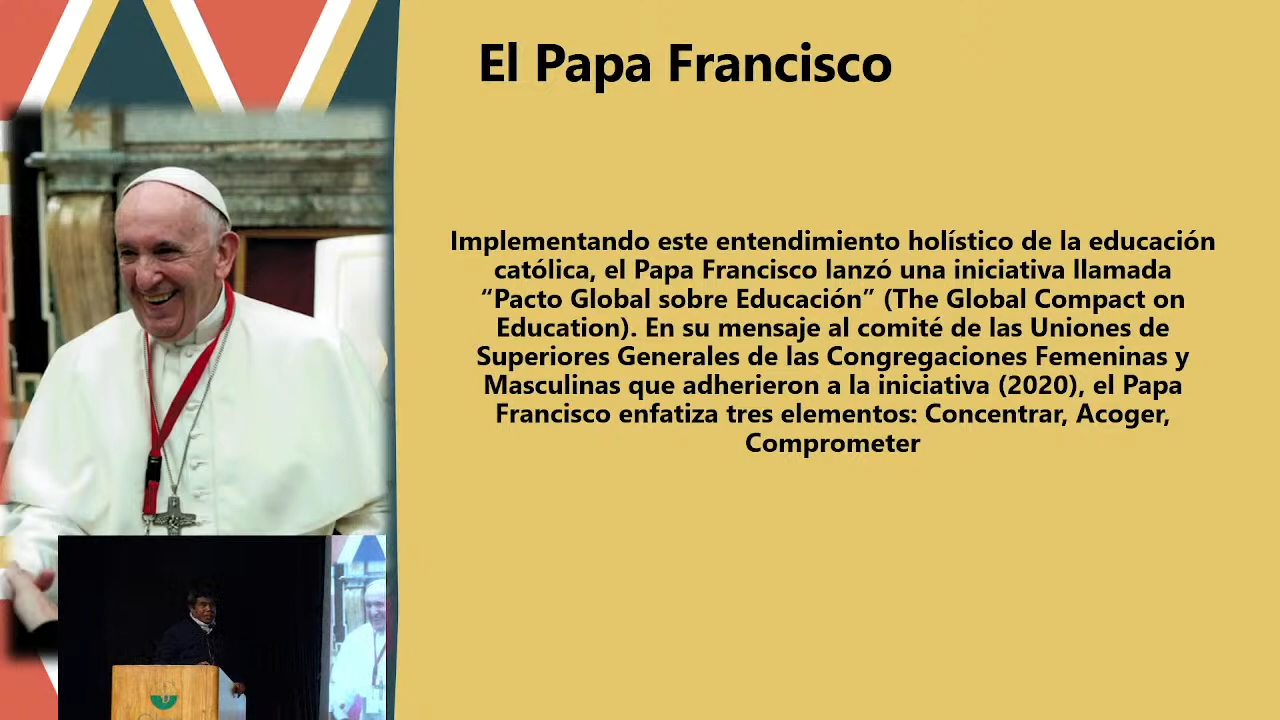 El Papa Francisco
Implementando este entendimiento holístico de la educación
católica, el Papa Francisco lanzó una iniciativa llamada
“Pacto Global sobre Educación” (The Global Compact on
Education). En su mensaje al comité de las Uniones de
Superiores Generales de las Congregaciones Femeninas y
Masculinas que adherieron a la iniciativa (2020), el Papa
Francisco enfatiza tres elementos: Concentrar, Acoger,
Comprometer